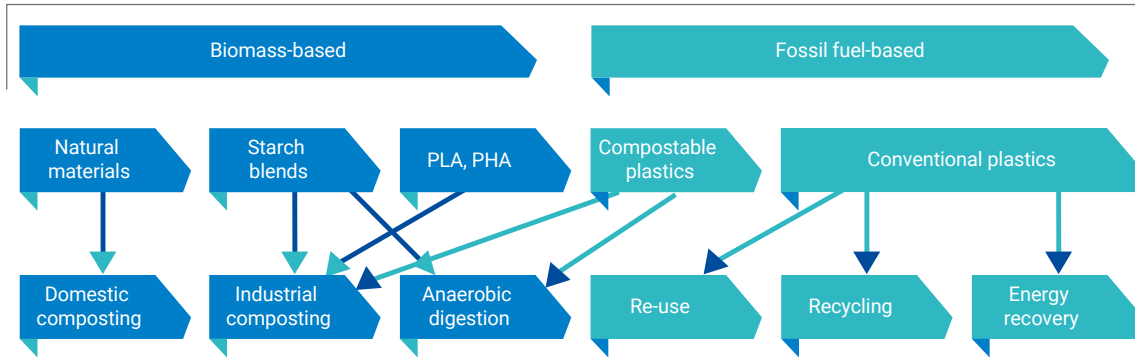 Biomass-based
Fossil fuel-based
Natural
materials
Starch
blends
PLA, PHA
Compostable
plastics
Conventional plastics
Domestic
composting
Industrial
composting
Anaerobic
digestion
Re-use
Recycling
Energy
recovery